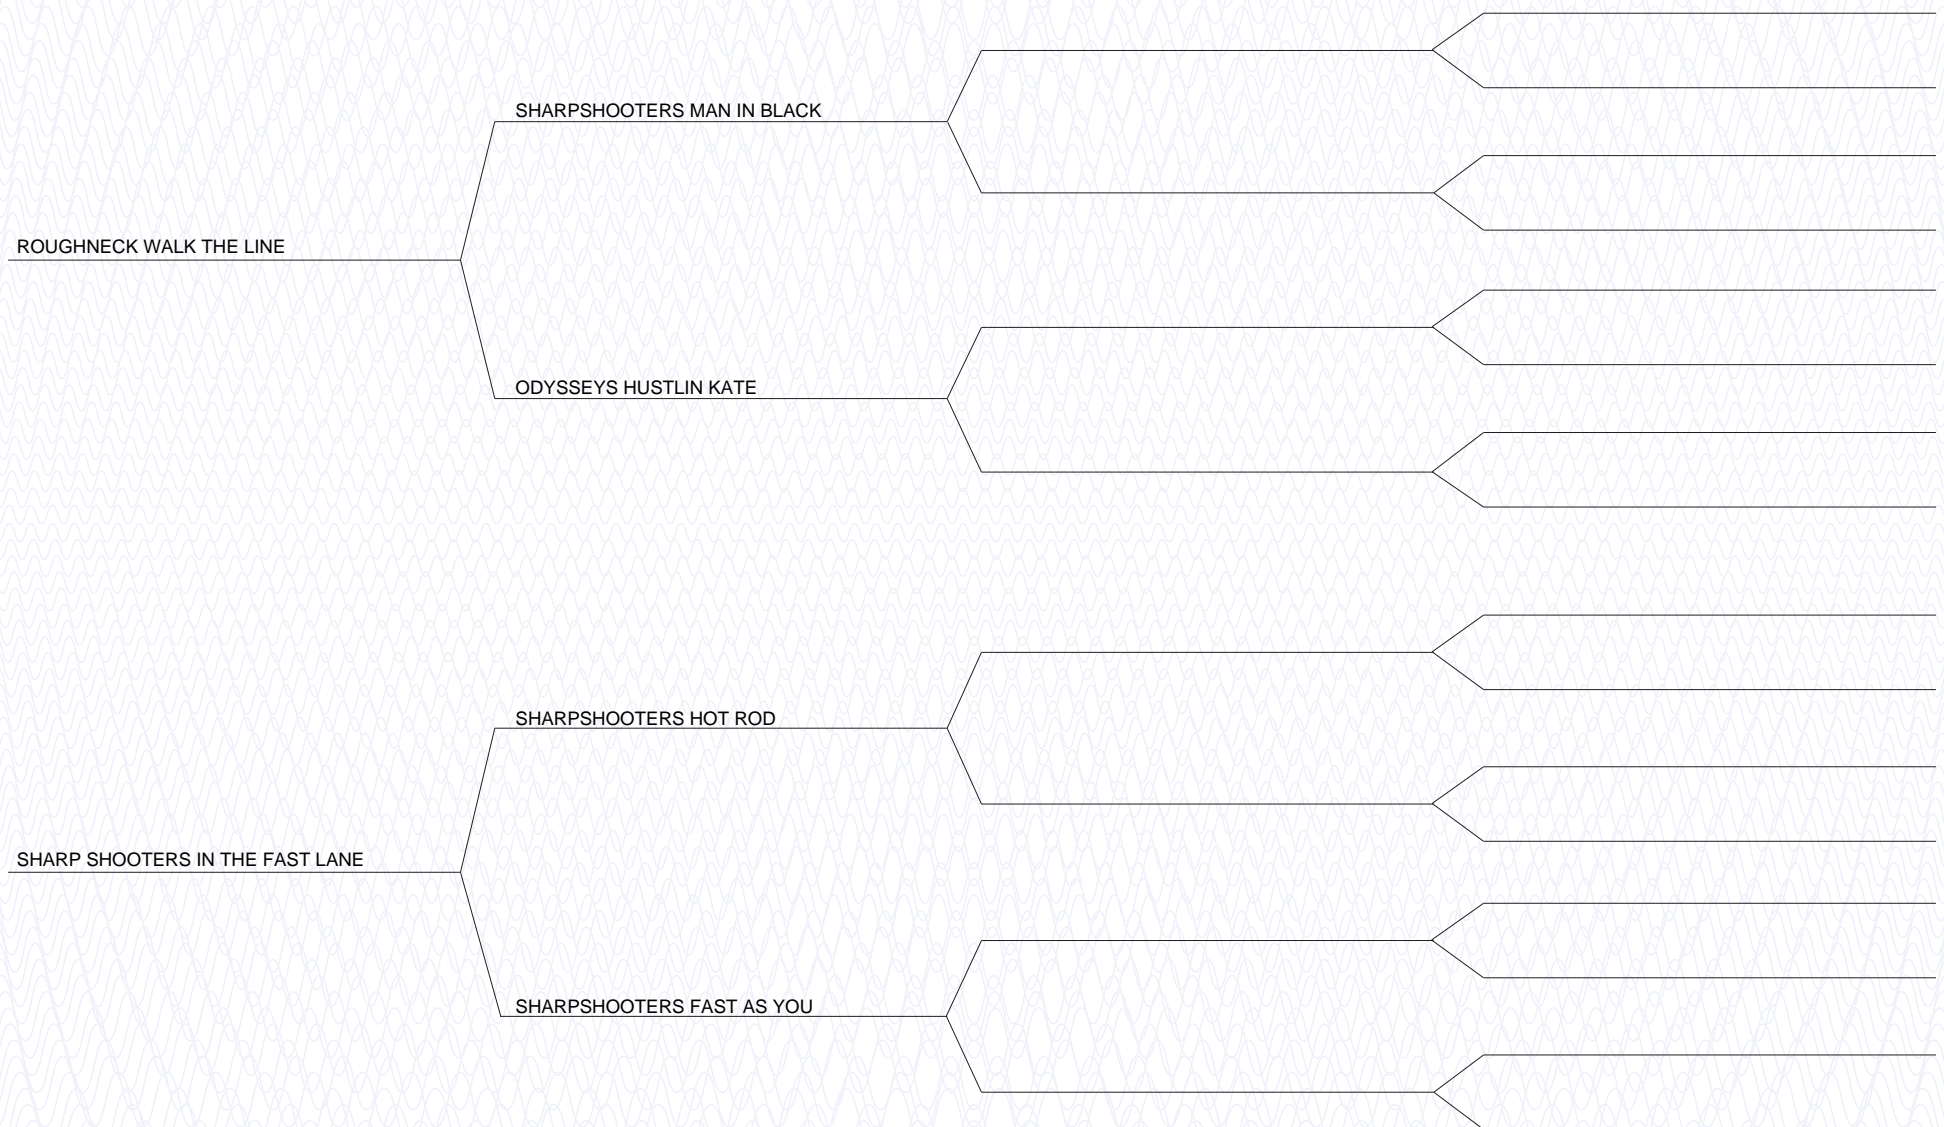 SHARPSHOOTERS MAN IN BLACK
ROUGHNECK WALK THE LINE
ODYSSEYS HUSTLIN KATE
SHARPSHOOTERS HOT ROD
SHARP SHOOTERS IN THE FAST LANE
SHARPSHOOTERS FAST AS YOU